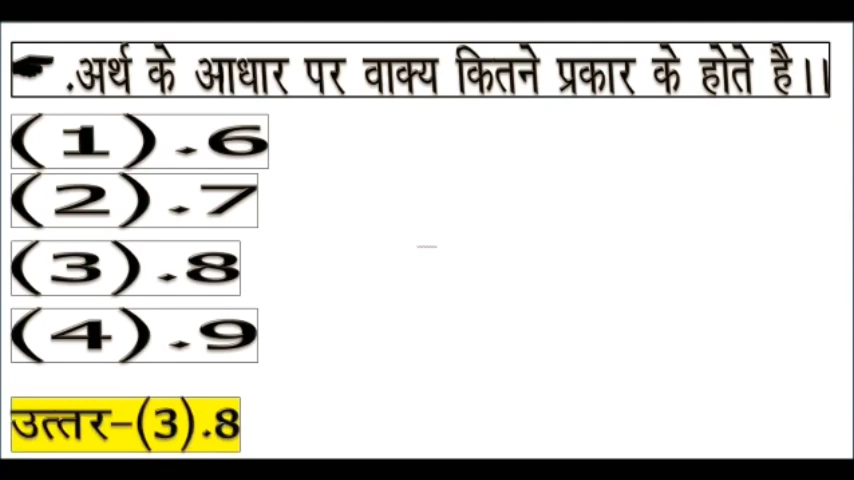 ☛ .अर्थ के आधार पर वाक्य कितने प्रकार के होते है।।
(1).6
(2).7
(3).8
(4).9
उत्तर-(3).8